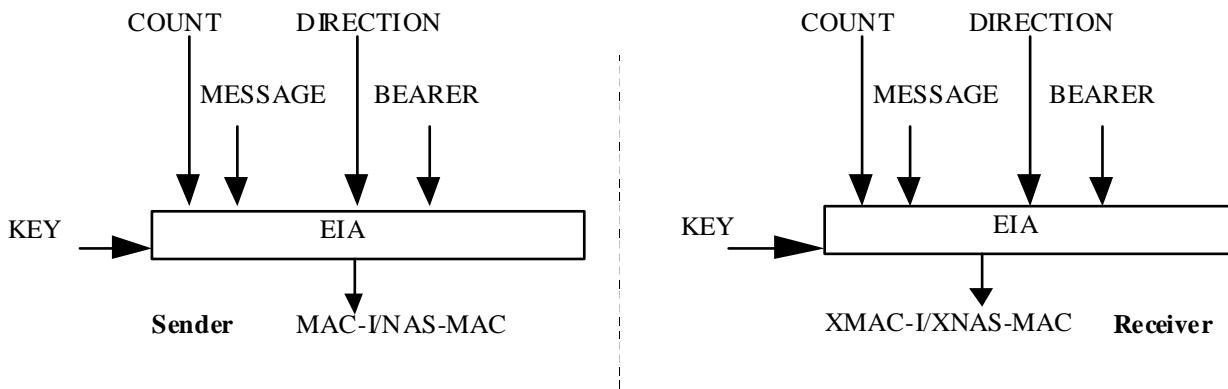 COUNT DIRECTION
MESSAGE BEARER
KEY EIA
Sender MAC-I/NAS-MAC
COUNT DIRECTION
MESSAGE BEARER
KEY EIA
XMAC-I/XNAS-MAC Receiver